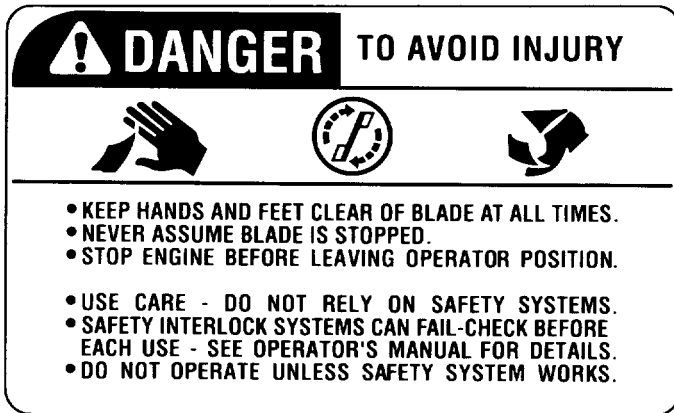 DANGER TO AVOID INJURY
• KEEP HANDS AND FEET CLEAR OF BLADE AT ALL TIMES.
• NEVER ASSUME BLADE IS STOPPED.
• STOP ENGINE BEFORE LEAVING OPERATOR POSITION.
• USE CARE - DO NOT RELY ON SAFETY SYSTEMS.
• SAFETY INTERLOCK SYSTEMS CAN FAIL-CHECK BEFORE
EACH USE - SEE OPERATOR'S MANUAL FOR DETAILS.
• DO NOT OPERATE UNLESS SAFETY SYSTEM WORKS.